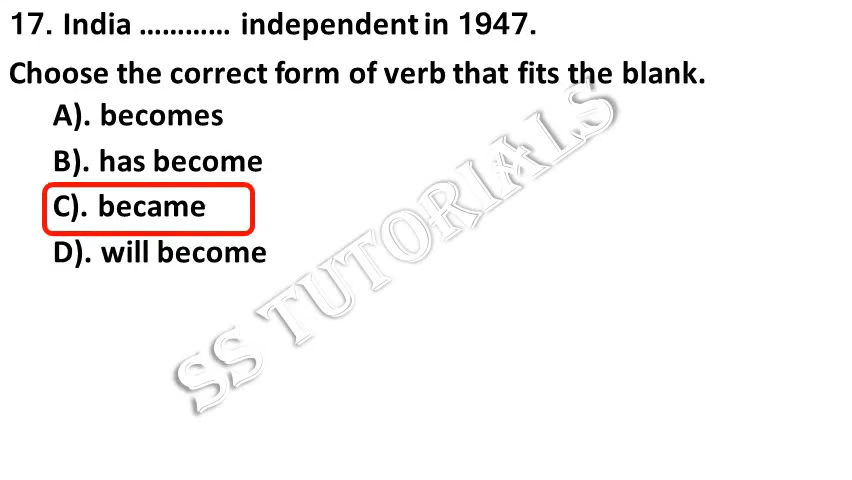 17. India ............ independent in 1947.
Choose the correct form of verb that fits the blank.
A). becomes
B). has become
C). became
D). will become
SS TUTORIALS